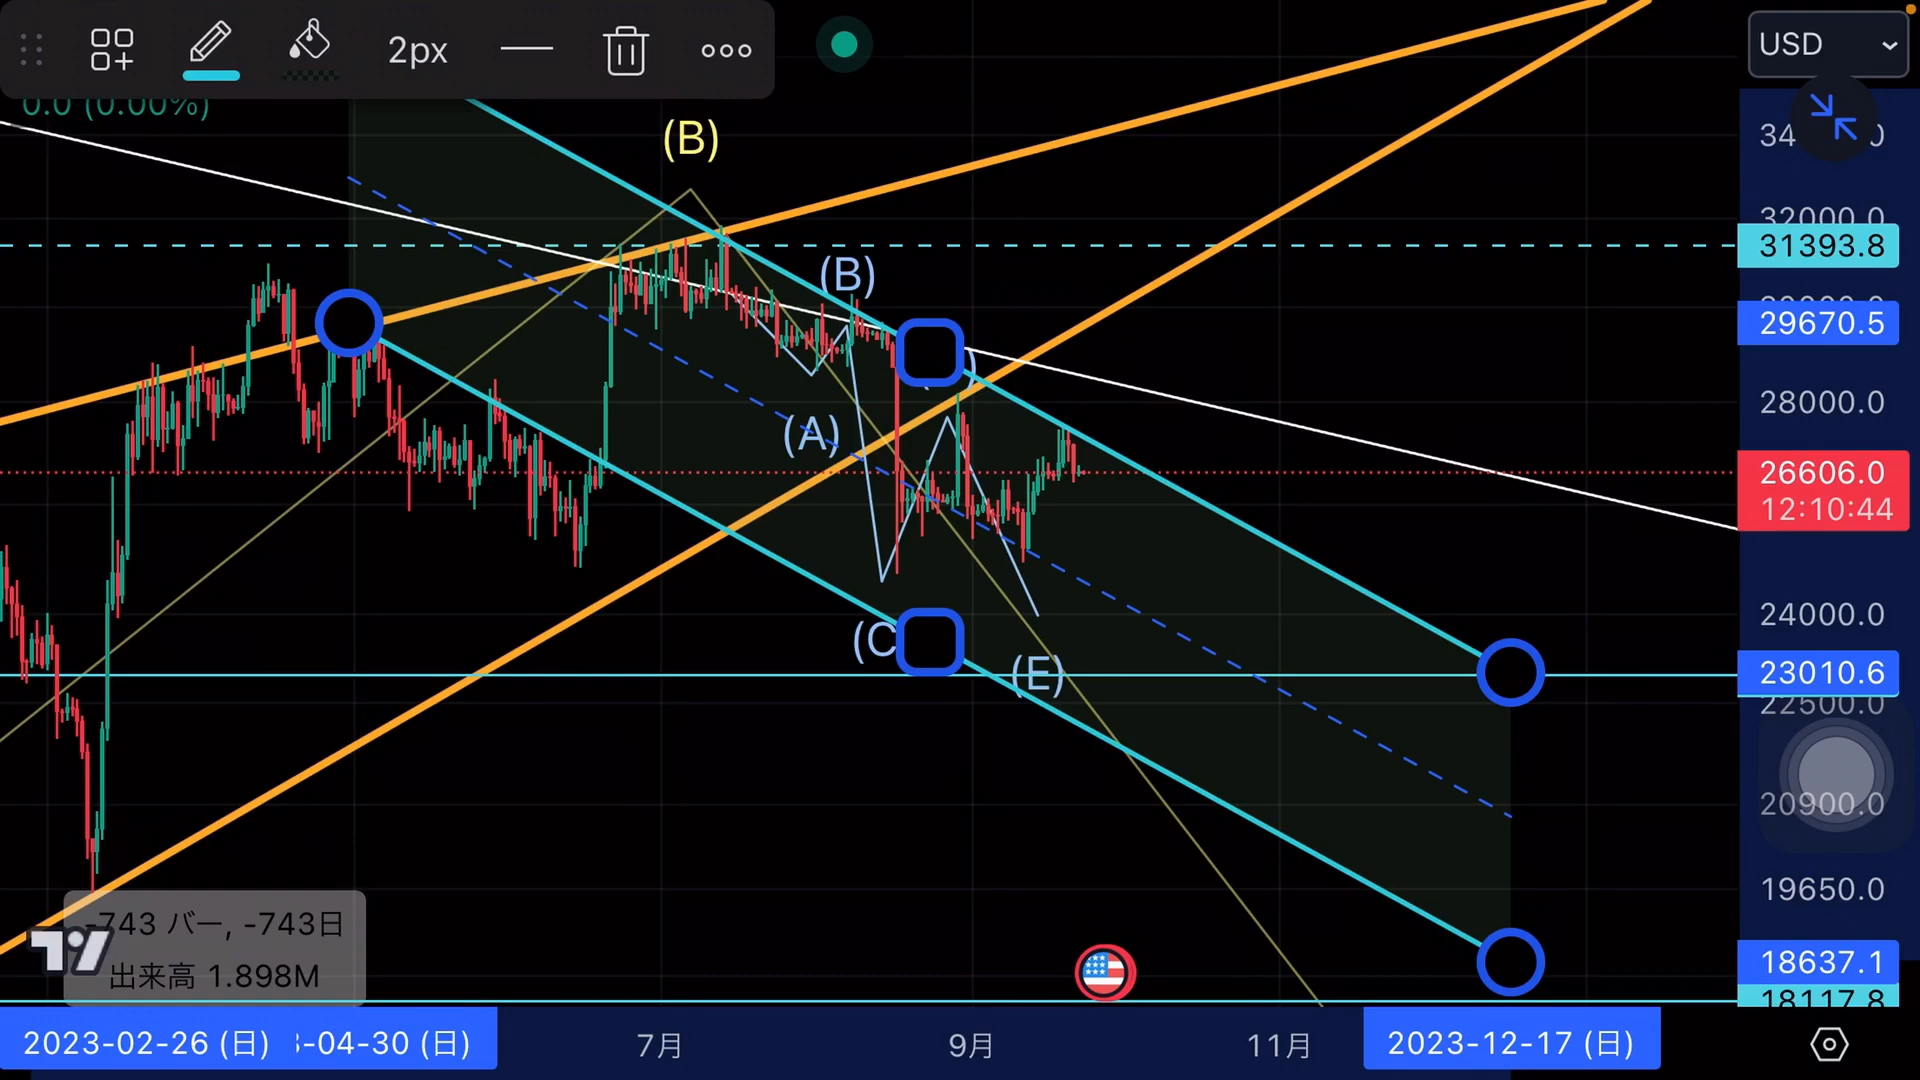 2px
USD
0.0 (0.00%)
(B)
32000.0
31393.8
(B)
29670.5
28000.0
(A)
26606.0
12:10:44
24000.0
(C
(E)
23010.6
22500.0
20900.0
19650.0
-743 バー, -743日
出来高 1.898M
18637.1
18117.8
2023-02-26 (日)
-04-30 (日)
7月
9月
11月
2023-12-17 (日)